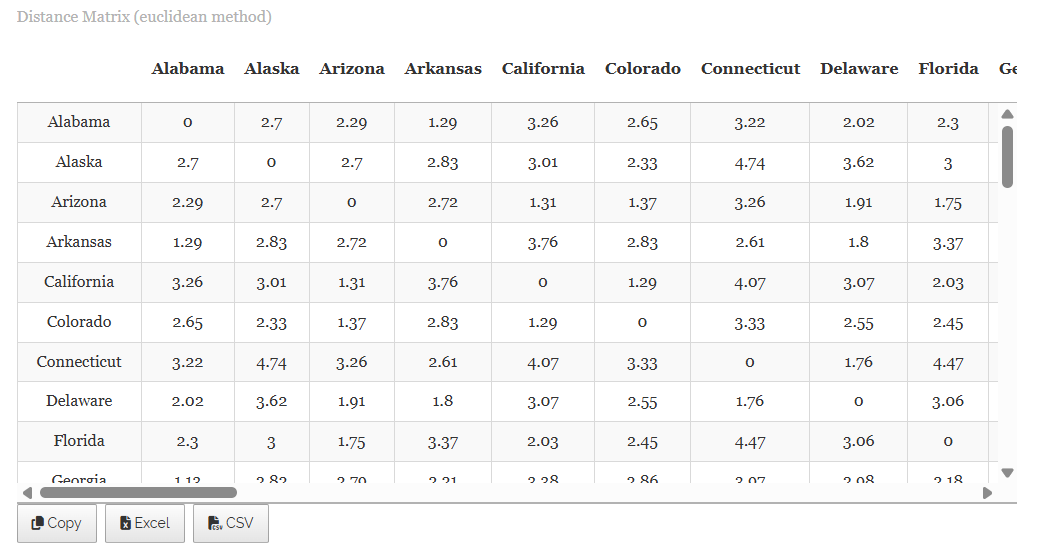 Distance Matrix (euclidean method)
Alabama Alaska Arizona Arkansas California Colorado Connecticut Delaware Florida Ge
Alabama 0 2.7 2.29 1.29 3.26 2.65 3.22 2.02 2.3
Alaska 2.7 0 2.7 2.83 3.01 2.33 4.74 3.62 3
Arizona 2.29 2.7 0 2.72 1.31 1.37 3.26 1.91 1.75
Arkansas 1.29 2.83 2.72 0 3.76 2.83 2.61 1.8 3.37
California 3.26 3.01 1.31 3.76 0 1.29 4.07 3.07 2.03
Colorado 2.65 2.33 1.37 2.83 1.29 0 3.33 2.55 2.45
Connecticut 3.22 4.74 3.26 2.61 4.07 3.33 0 1.76 4.47
Delaware 2.02 3.62 1.91 1.8 3.07 2.55 1.76 0 3.06
Florida 2.3 3 1.75 3.37 2.03 2.45 4.47 3.06 0
Georgia
Copy Excel CSV